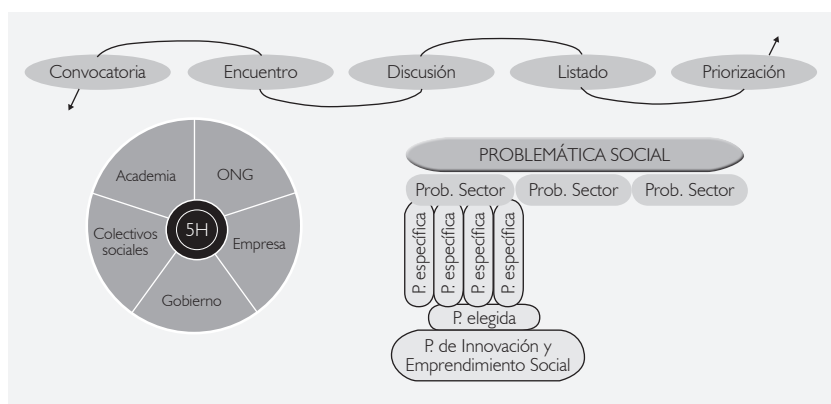 Convocatoria
Encuentro
Discusión
Listado
Priorización
Academia
ONG
Colectivos
sociales
5H
Empresa
Gobierno
PROBLEMÁTICA SOCIAL
Prob. Sector
Prob. Sector
Prob. Sector
P. específica
P. específica
P. específica
P. específica
P. elegida
P. de Innovación y
Emprendimiento Social